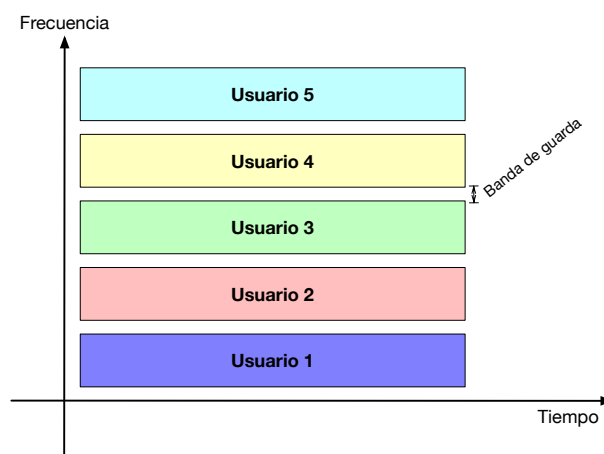 Frecuencia
Usuario 5
Usuario 4
Banda de guarda
Usuario 3
Usuario 2
Usuario 1
Tiempo